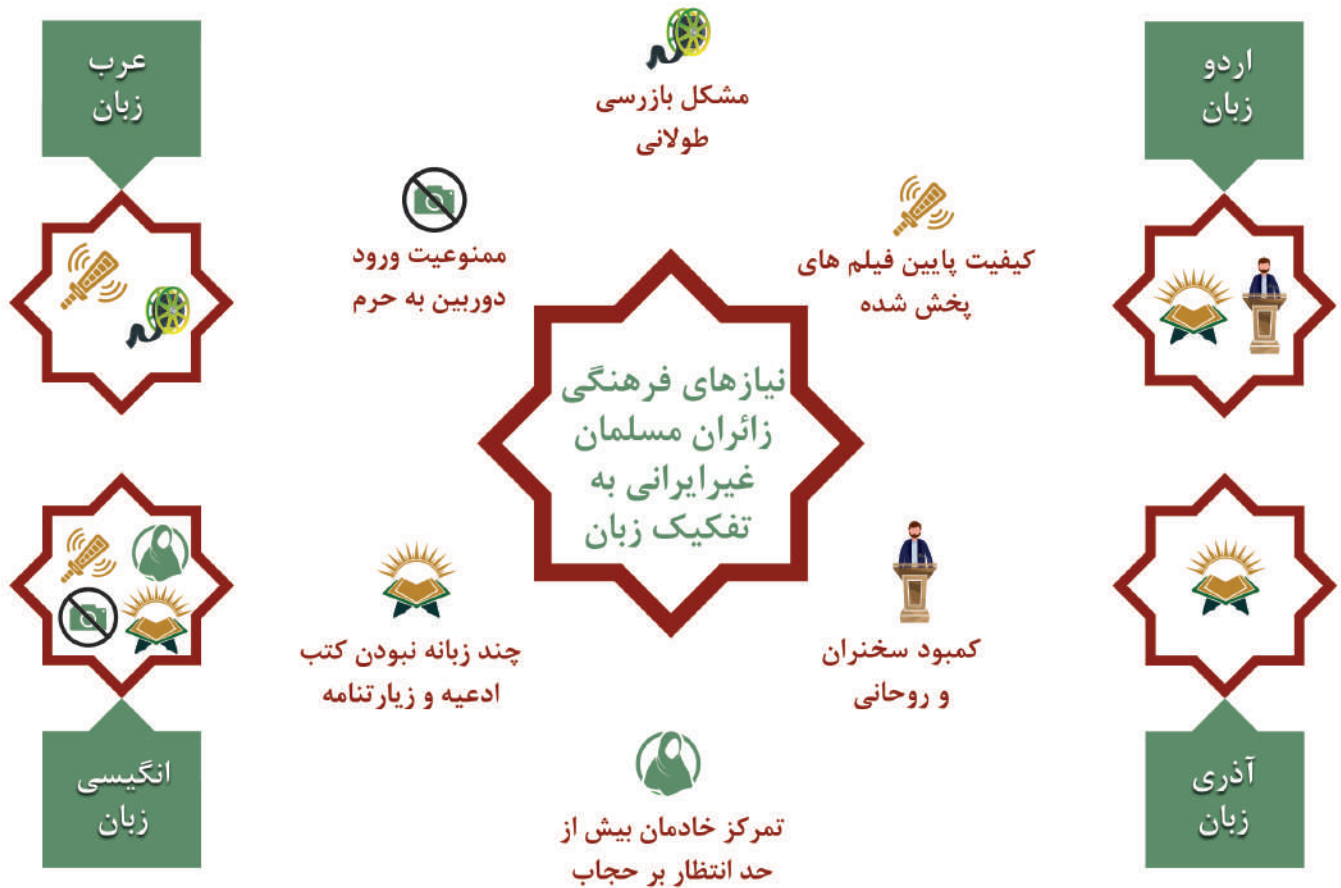 اردو
زبان
عرب
زبان
مشکل بازرسی
طولانی
کیفیت پایین فیلم های
پخش شده
ممنوعیت ورود
دوربین به حرم
نیازهای فرهنگی
زائران مسلمان
غیرایرانی به
تفکیک زبان
کمبود سخنران
و روحانی
چند زبانه نبودن کتب
ادعیه و زیارتنامه
تمرکز خادمان بیش از
حد انتظار بر حجاب
آذری
زبان
انگیسی
زبان